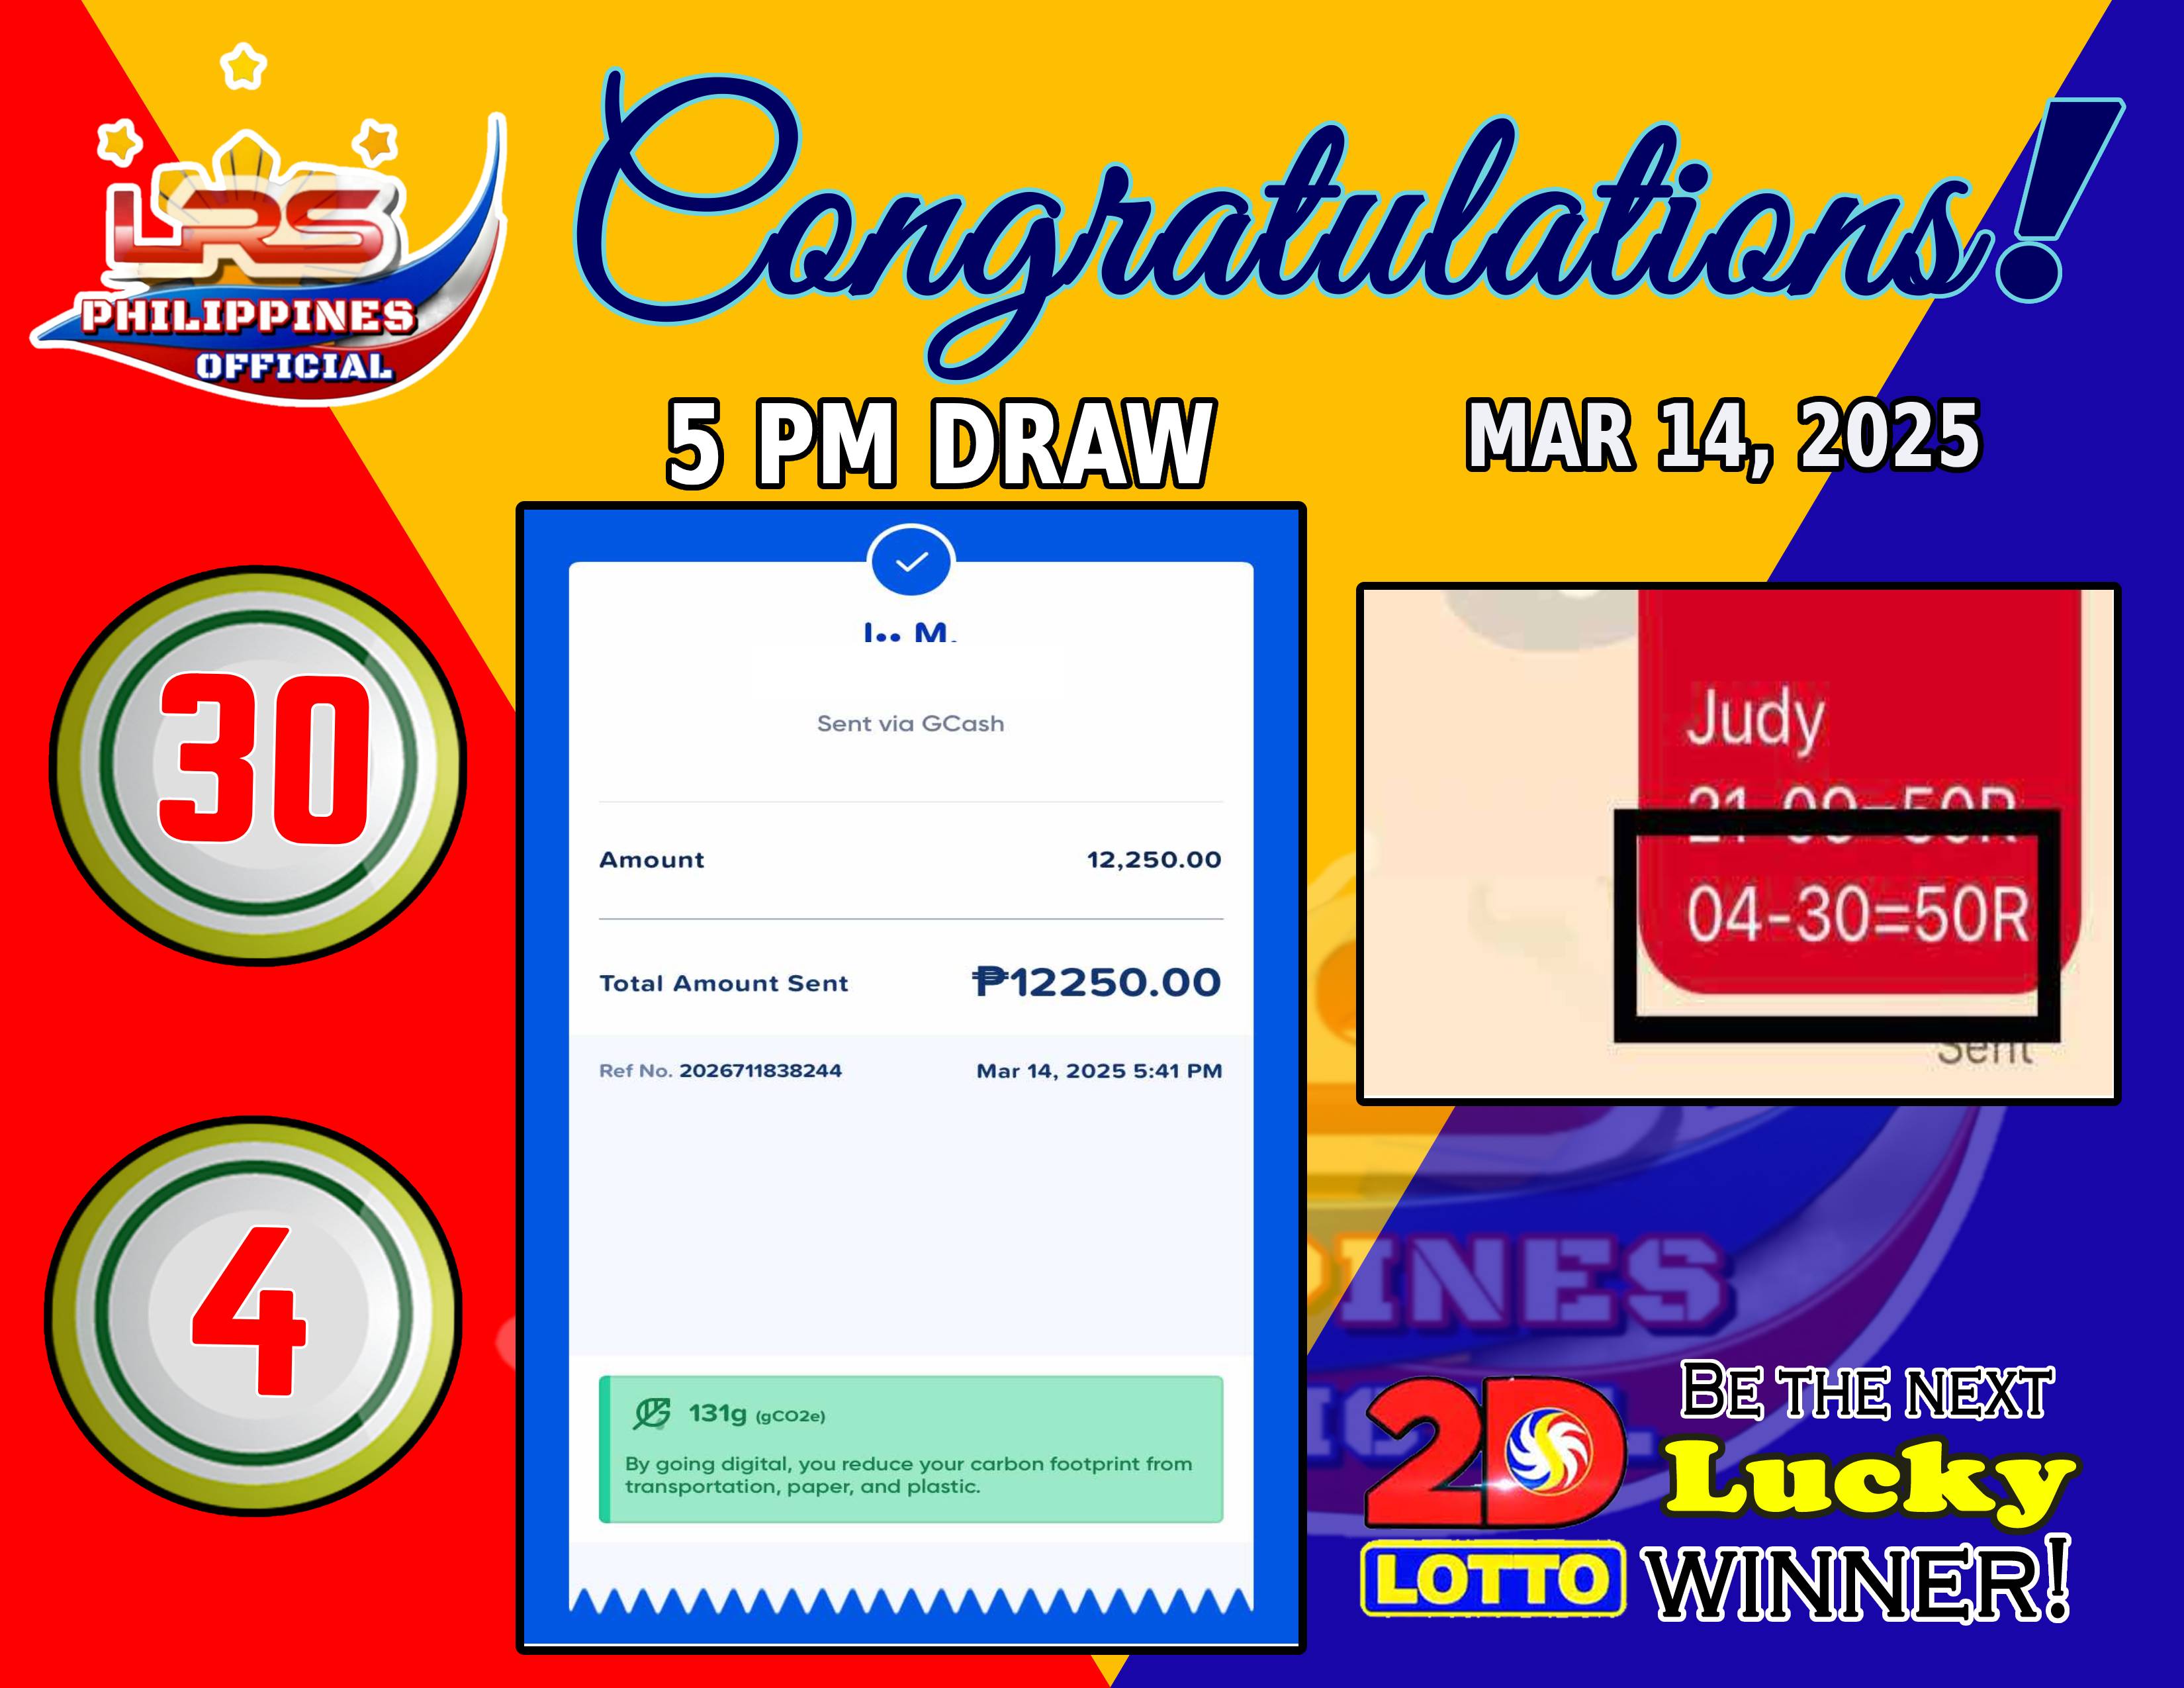 LRS
PHILIPPINES
OFFICIAL
Congratulations!
5 PM DRAW
MAR 14, 2025
30
4
Sent via GCash
Amount 12,250.00
Total Amount Sent ₱12250.00
Ref No. 2026711838244 Mar 14, 2025 5:41 PM
131g (gCO2e)
By going digital, you reduce your carbon footprint from
transportation, paper, and plastic.
Judy
04-30=50R
Sent
PINES
2D
LOTTO
BE THE NEXT
Lucky
WINNER!